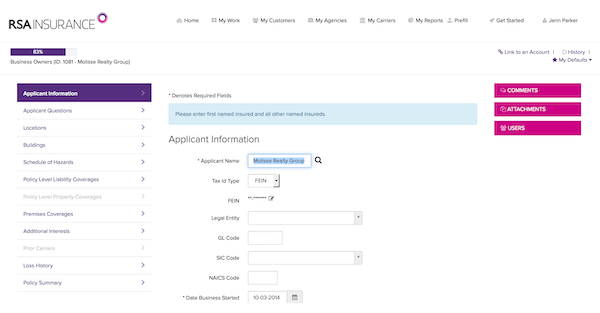 RSA INSURANCE
Home My Work My Customers My Agencies My Carriers My Reports Prefill Get Started Jenn Parker
83%
Business Owners (ID: 1081 - Molisse Realty Group)
Link to an Account | History |
My Defaults
Applicant Information
Applicant Questions
Locations
Buildings
Schedule of Hazards
Policy Level Liability Coverages
Policy Level Property Coverages
Premises Coverages
Additional Interests
Prior Carriers
Loss History
Policy Summary
* Denotes Required Fields
Please enter first named insured and all other named insureds.
Applicant Information
* Applicant Name Molisse Realty Group
Tax Id Type FEIN
FEIN **-*******
Legal Entity
GL Code
SIC Code
NAICS Code
* Date Business Started 10-03-2014
COMMENTS
ATTACHMENTS
USERS